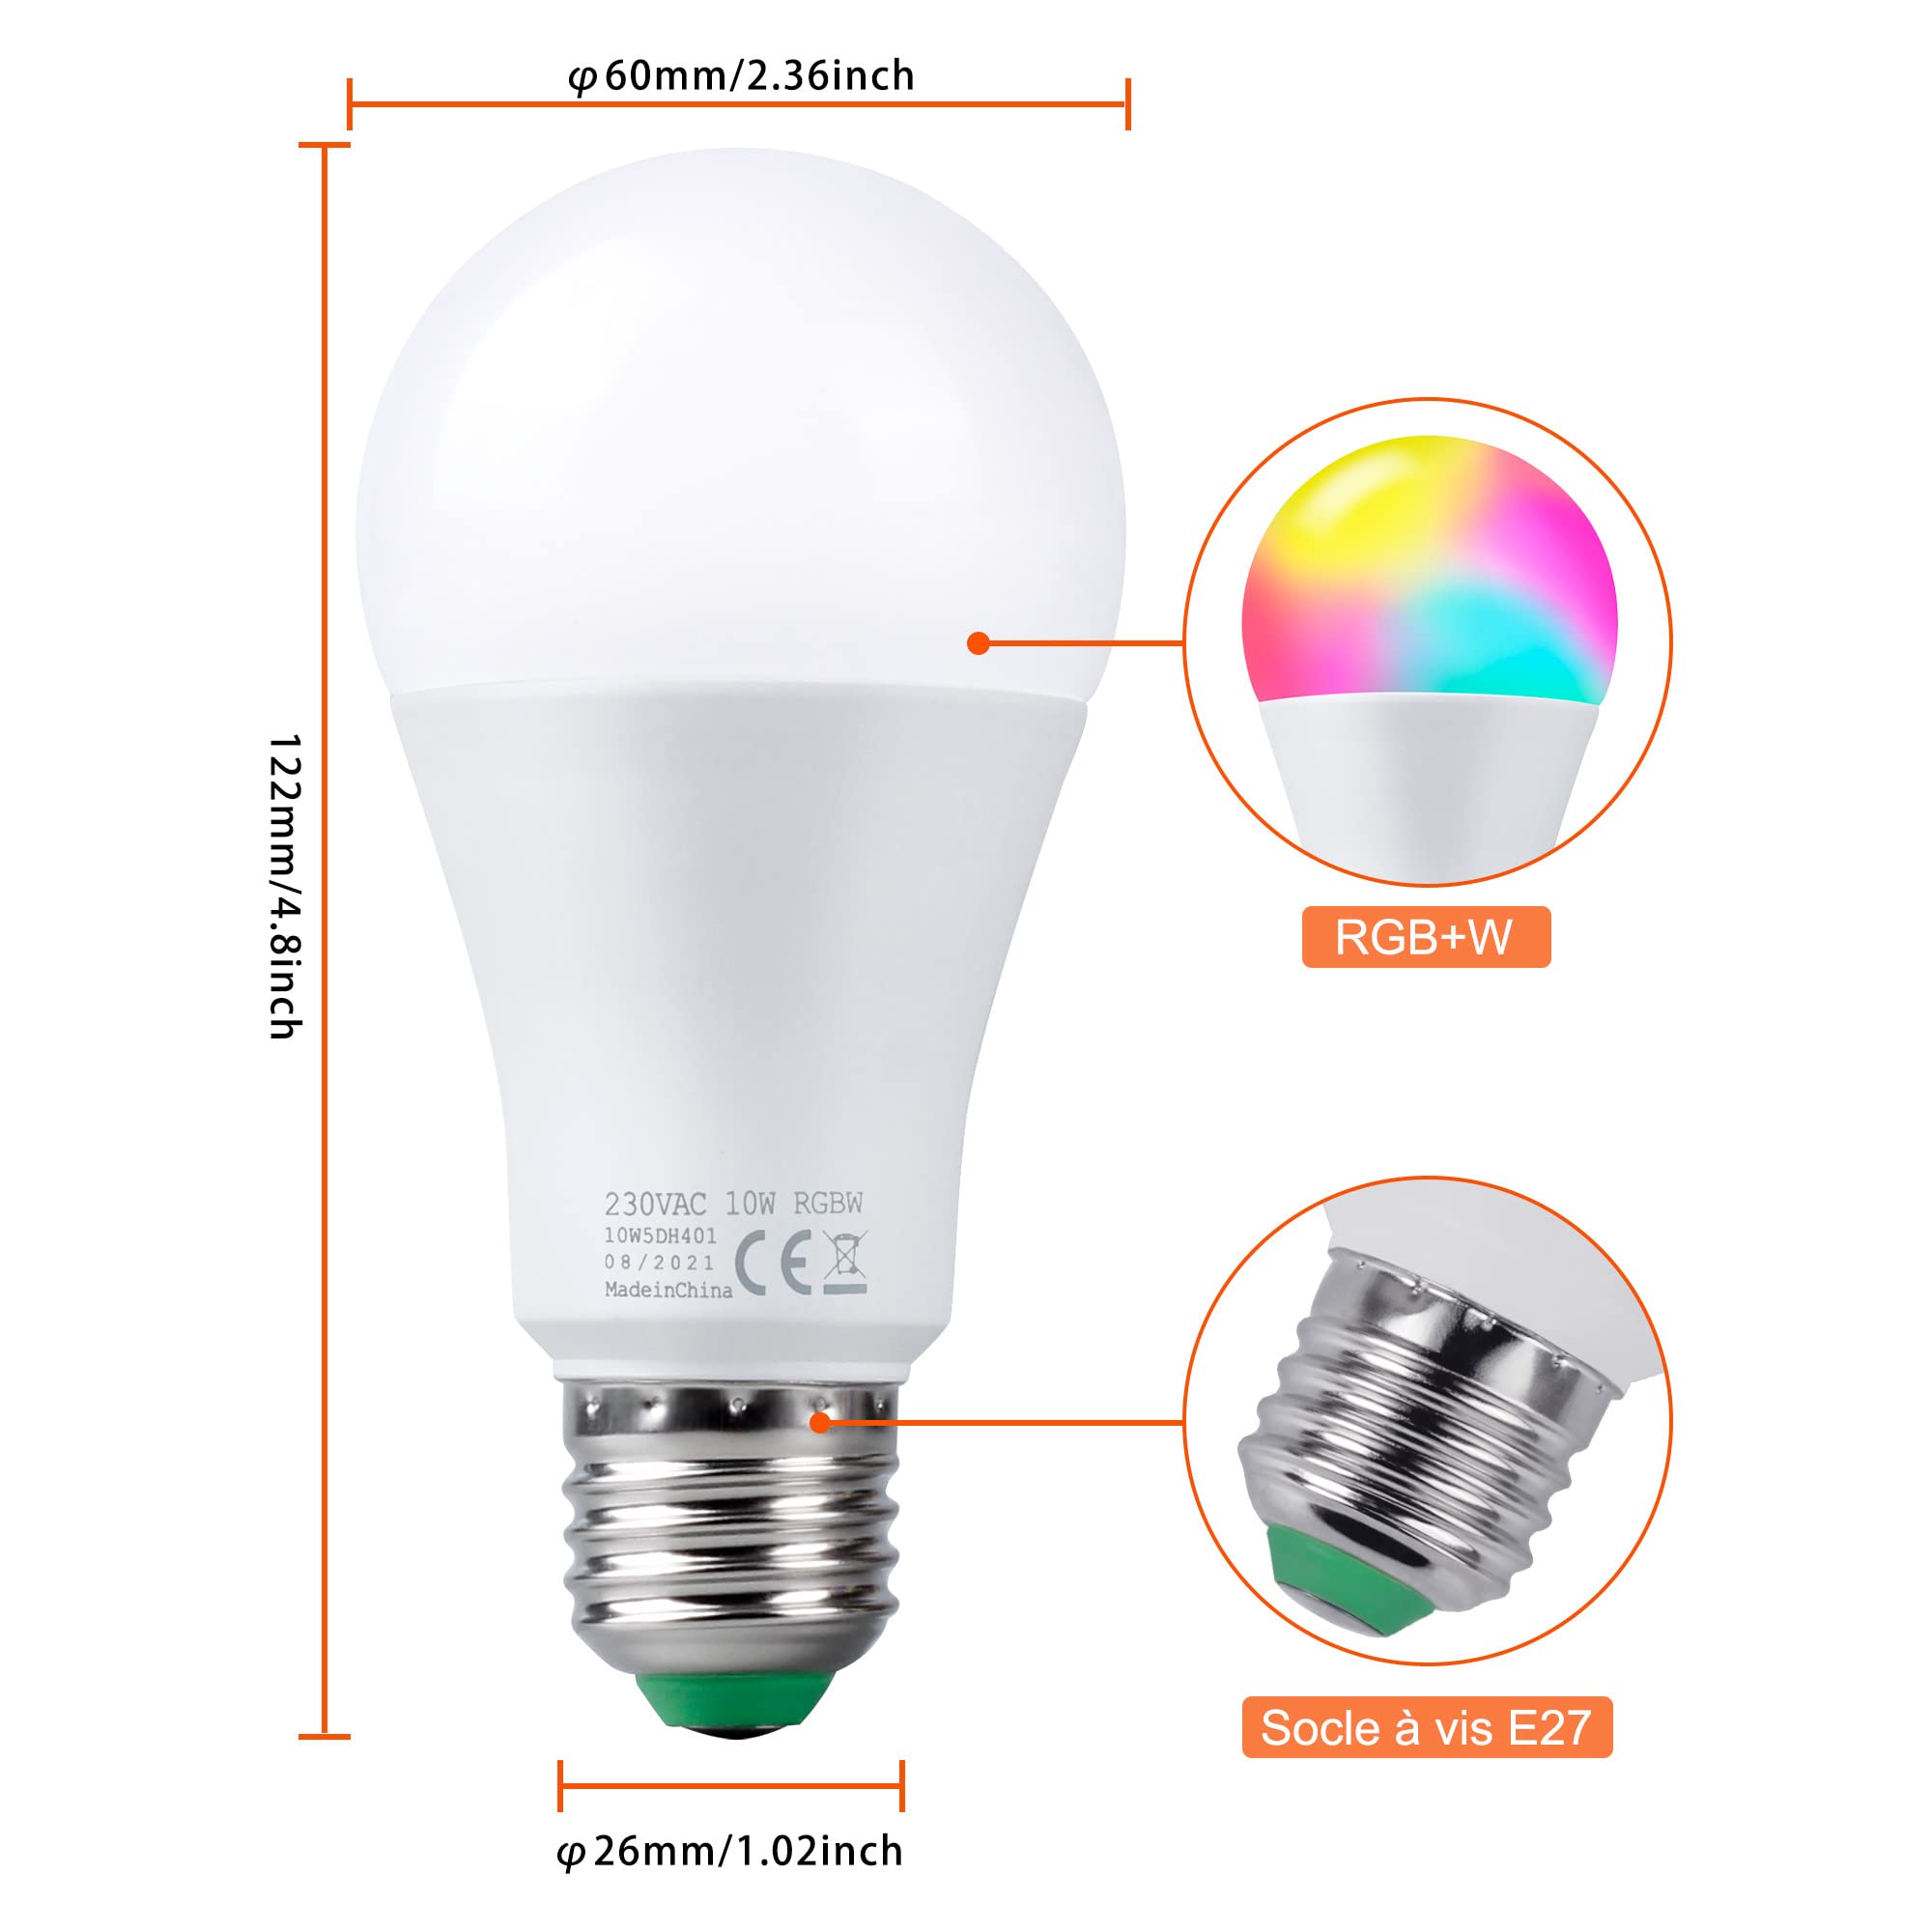 φ60mm/2.36inch
122mm/4.8inch
RGB+W
230VAC 10W RGBW
10W5DH401
08/2021
MadeinChina
CE
Socle à vis E27
φ26mm/1.02inch